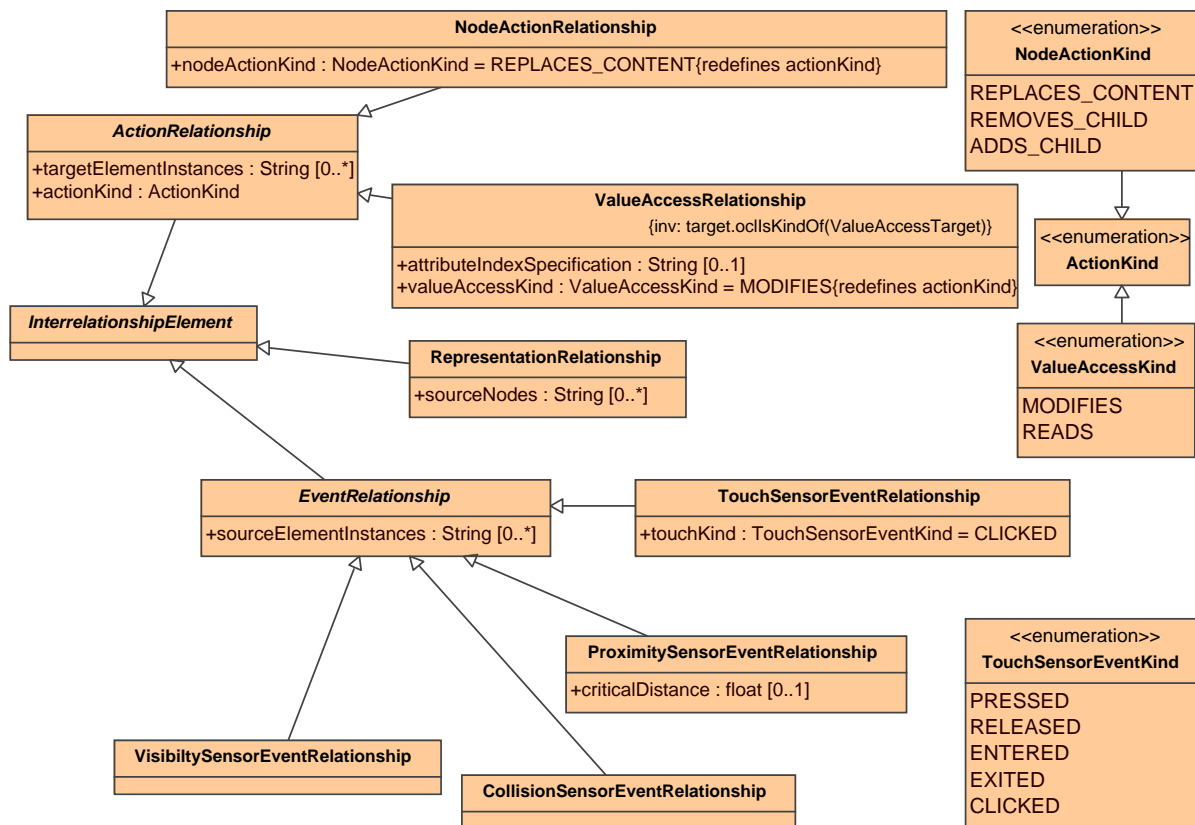 NodeActionRelationship
+nodeActionKind : NodeActionKind = REPLACES_CONTENT{redefines actionKind}
<<enumeration>>
NodeActionKind
REPLACES_CONTENT
REMOVES_CHILD
ADDS_CHILD
ActionRelationship
+targetElementInstances : String [0..*]
+actionKind : ActionKind
ValueAccessRelationship
{inv: target.oclIsKindOf(ValueAccessTarget)}
+attributeIndexSpecification : String [0..1]
+valueAccessKind : ValueAccessKind = MODIFIES{redefines actionKind}
<<enumeration>>
ActionKind
InterrelationshipElement
RepresentationRelationship
+sourceNodes : String [0..*]
<<enumeration>>
ValueAccessKind
MODIFIES
READS
EventRelationship
+sourceElementInstances : String [0..*]
TouchSensorEventRelationship
+touchKind : TouchSensorEventKind = CLICKED
ProximitySensorEventRelationship
+criticalDistance : float [0..1]
<<enumeration>>
TouchSensorEventKind
PRESSED
RELEASED
ENTERED
EXITED
CLICKED
VisibiltySensorEventRelationship
CollisionSensorEventRelationship